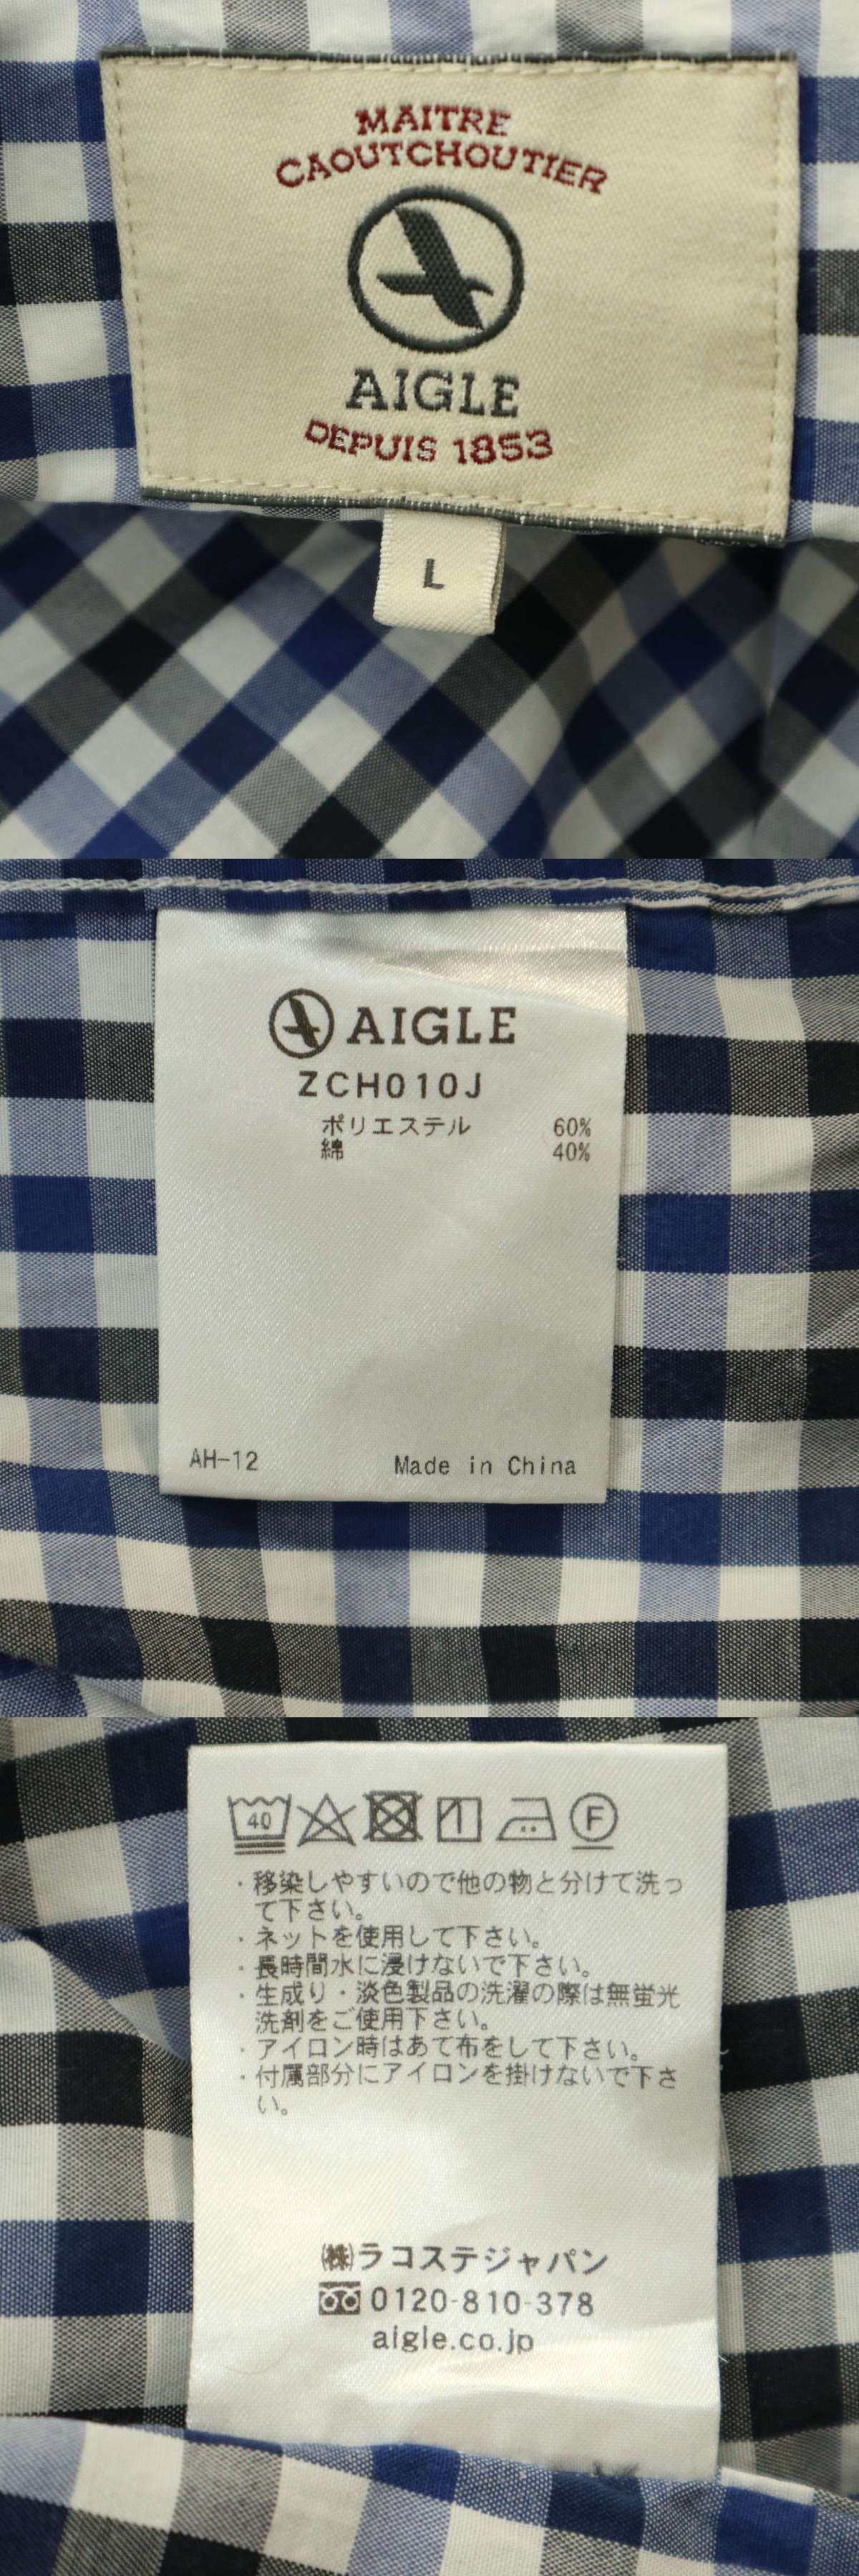 MAITRE
CAOUTCHOUTIER
AIGLE
DEPUIS 1853
L
AIGLE
ZCH010J
ポリエステル 60%
綿 40%
AH-12 Made in China
40 F
・移染しやすいので他の物と分けて洗っ
て下さい。
・ネットを使用して下さい。
・長時間水に浸けないで下さい。
・生成り・淡色製品の洗濯の際は無蛍光
洗剤をご使用下さい。
・アイロン時はあて布をして下さい。
・付属部分にアイロンを掛けないで下さ
い。
㈱ラコステジャパン
0120-810-378
aigle.co.jp